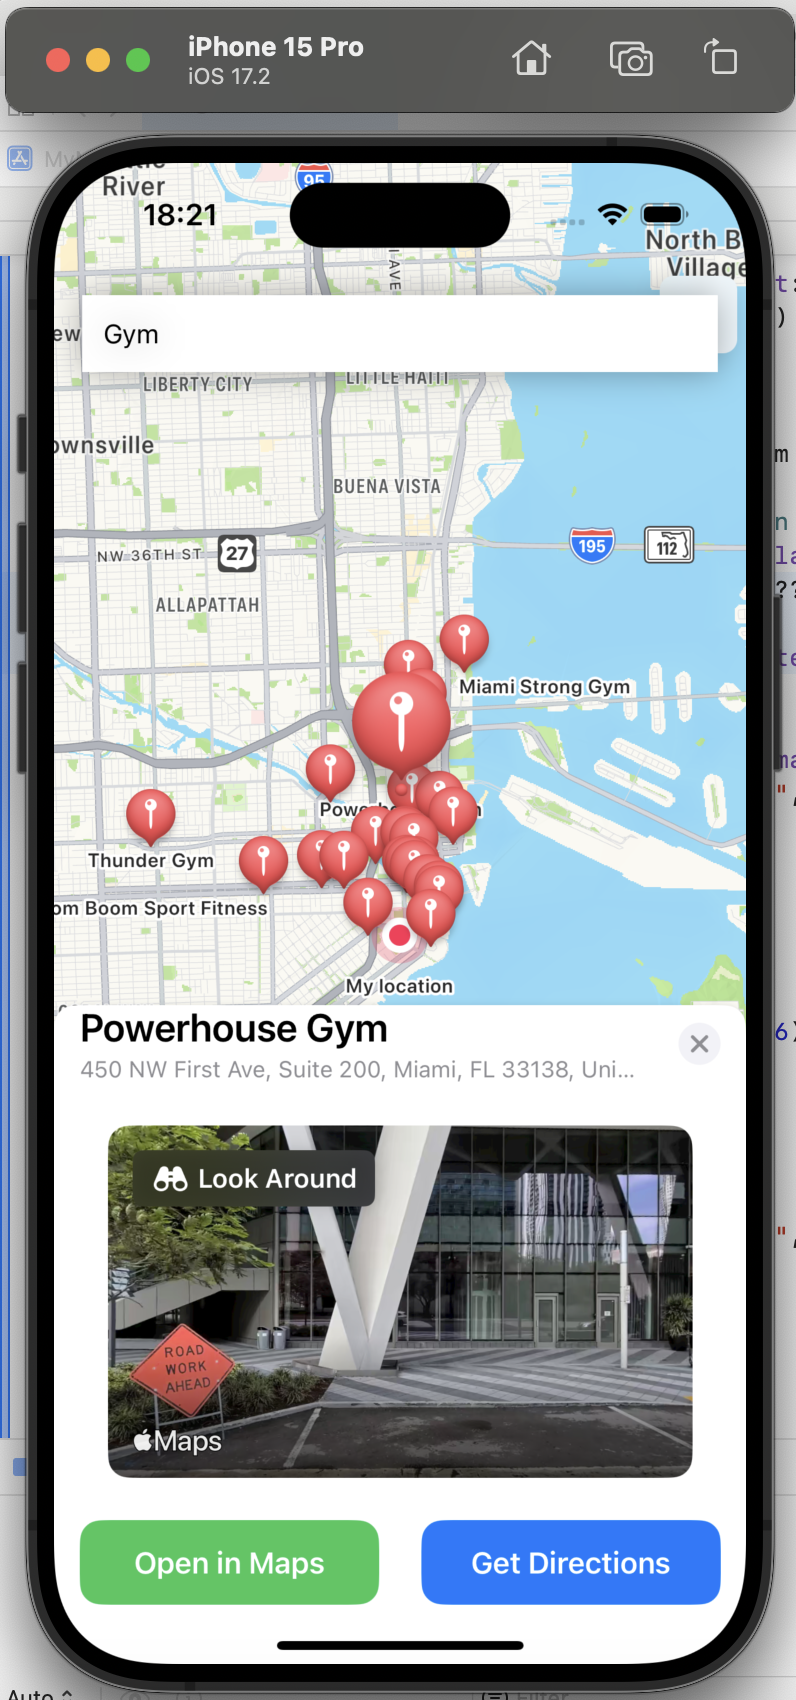 iPhone 15 Pro
iOS 17.2
River
95
18:21
North B
Village
I AVE
Gym
LIBERTY CITY
LITTLE HAITI
ownsville
BUENA VISTA
195
112
NW 36TH ST
27
ALLAPATTAH
Miami Strong Gym
Thunder Gym
om Boom Sport Fitness
My location
Powerhouse Gym
450 NW First Ave, Suite 200, Miami, FL 33138, Uni...
Look Around
ROAD
WORK
AHEAD
Maps
Open in Maps
Get Directions
Auto
Filter